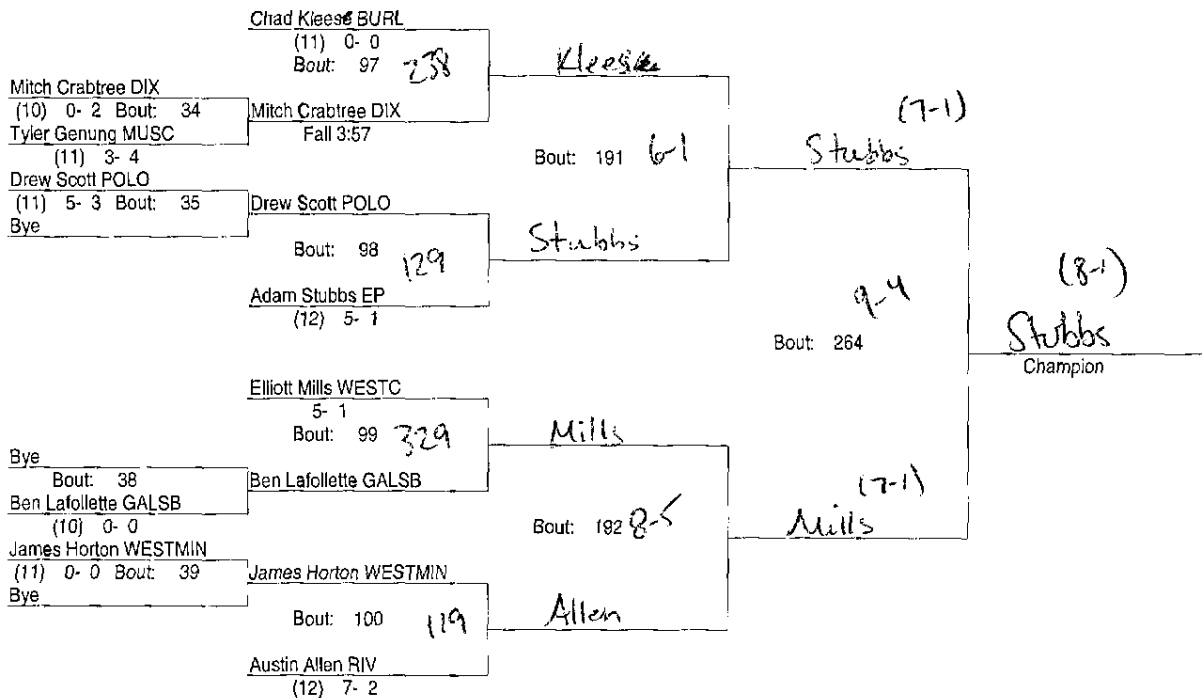 Chad Kleese BURL
(11) 0- 0
Bout: 97 238
Mitch Crabtree DIX
(10) 0- 2 Bout: 34
Tyler Genung MUSC
(11) 3- 4
Mitch Crabtree DIX
Fall 3:57
Kleese
Drew Scott POLO
(11) 5- 3 Bout: 35
Bye
Drew Scott POLO
Bout: 98 129
Adam Stubbs EP
(12) 5- 1
Stubbs
Bout: 191 6-1
Stubbs (7-1)
Elliott Mills WESTC
5- 1
Bout: 99 329
Bye
Bout: 38
Ben Lafollette GALSB
(10) 0- 0
Ben Lafollette GALSB
Mills
James Horton WESTMIN
(11) 0- 0 Bout: 39
Bye
James Horton WESTMIN
Bout: 100 119
Austin Allen RIV
(12) 7- 2
Allen
Bout: 192 8-5
Mills (7-1)
Bout: 264 9-4
(8-1)
Stubbs
Champion